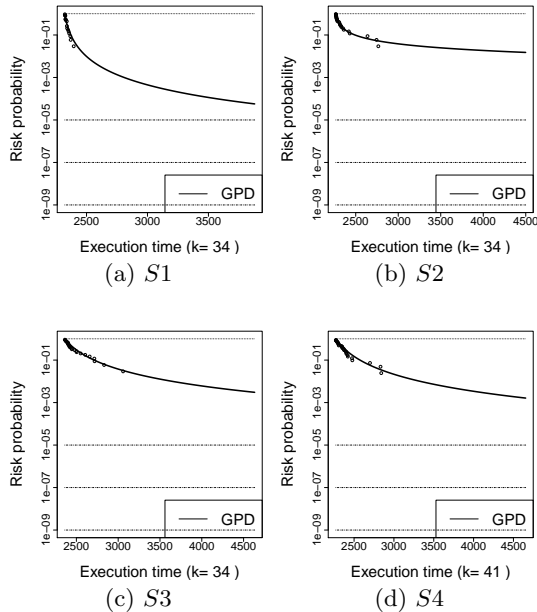 Risk probability
1e−01
1e−03
1e−05
1e−07
1e−09
GPD
2500 3000 3500
Execution time (k= 34 )
(a) S1
Risk probability
1e−01
1e−03
1e−05
1e−07
1e−09
GPD
2500 3000 3500 4000 4500
Execution time (k= 34 )
(b) S2
Risk probability
1e−01
1e−03
1e−05
1e−07
1e−09
GPD
2500 3000 3500 4000 4500
Execution time (k= 34 )
(c) S3
Risk probability
1e−01
1e−03
1e−05
1e−07
1e−09
GPD
2500 3000 3500 4000 4500
Execution time (k= 41 )
(d) S4